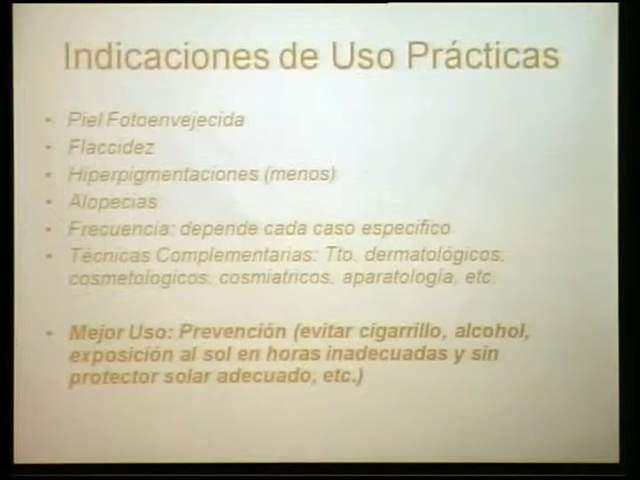 Indicaciones de Uso Prácticas
• Piel Fotoenvejecida
• Flaccidez
• Hiperpigmentaciones (menos)
• Alopecias
• Frecuencia: depende cada caso especifico
• Técnicas Complementarias: Tto. dermatológicos,
cosmetologicos, cosmiatricos, aparatología, etc.
• Mejor Uso: Prevención (evitar cigarrillo, alcohol,
exposición al sol en horas inadecuadas y sin
protector solar adecuado, etc.)